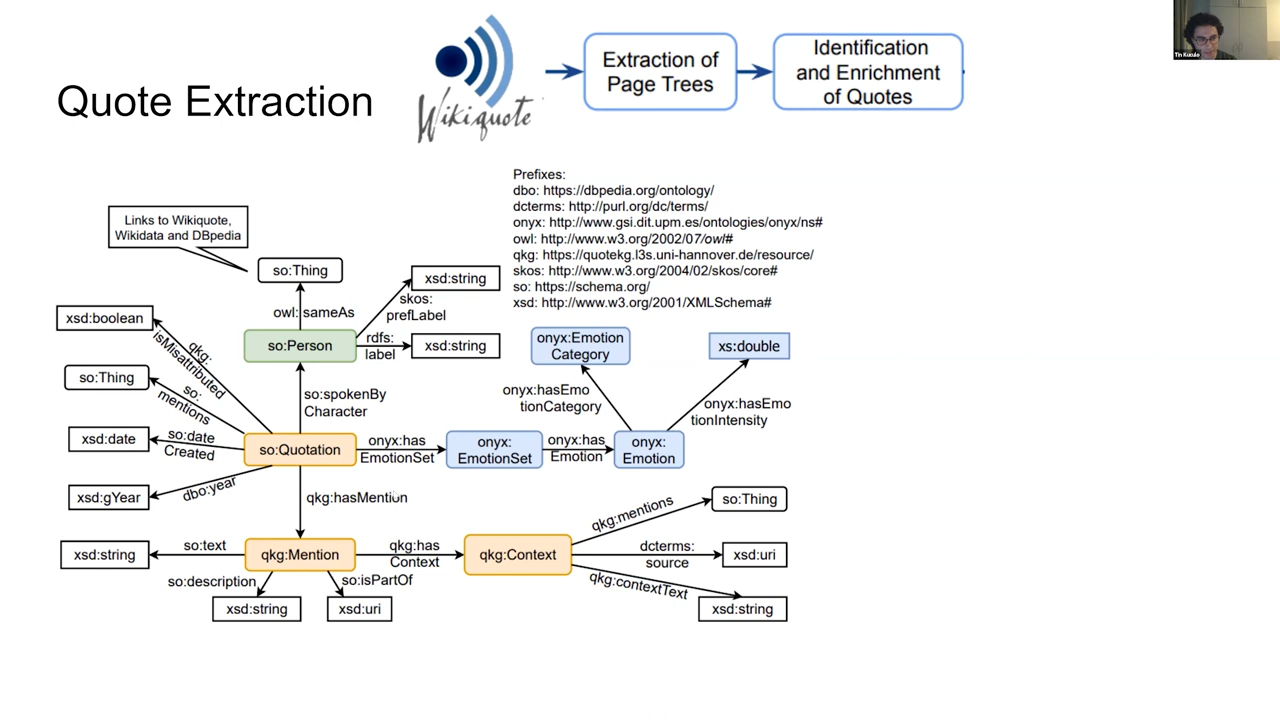 Quote Extraction
Wikiquote
Extraction of
Page Trees
Identification
and Enrichment
of Quotes
Tin Kuculo
Prefixes:
dbo: https://dbpedia.org/ontology/
dcterms: http://purl.org/dc/terms/
onyx: http://www.gsi.dit.upm.es/ontologies/onyx/ns#
owl: http://www.w3.org/2002/07/owl#
qkg: https://quotekg.l3s.uni-hannover.de/resource/
skos: http://www.w3.org/2004/02/skos/core#
so: https://schema.org/
xsd: http://www.w3.org/2001/XMLSchema#
Links to Wikiquote,
Wikidata and DBpedia
so:Thing
owl: sameAs
xsd:string
skos:
prefLabel
xsd:boolean
qkg:
isMisattributed
so:Person
rdfs:
label
xsd:string
onyx:Emotion
Category
xs:double
so:Thing
so:
mentions
so:spokenBy
Character
onyx:hasEmo
tionCategory
onyx:hasEmo
tionIntensity
xsd:date
so:date
Created
so:Quotation
onyx:has
EmotionSet
onyx:
EmotionSet
onyx:has
Emotion
onyx:
Emotion
xsd:gYear
dbo:year
qkg:hasMention
qkg:mentions
so:Thing
xsd:string
so:text
qkg:Mention
qkg:has
Context
qkg:Context
dcterms:
source
xsd:uri
so:description
so:isPartOf
qkg:contextText
xsd:string
xsd:uri
xsd:string